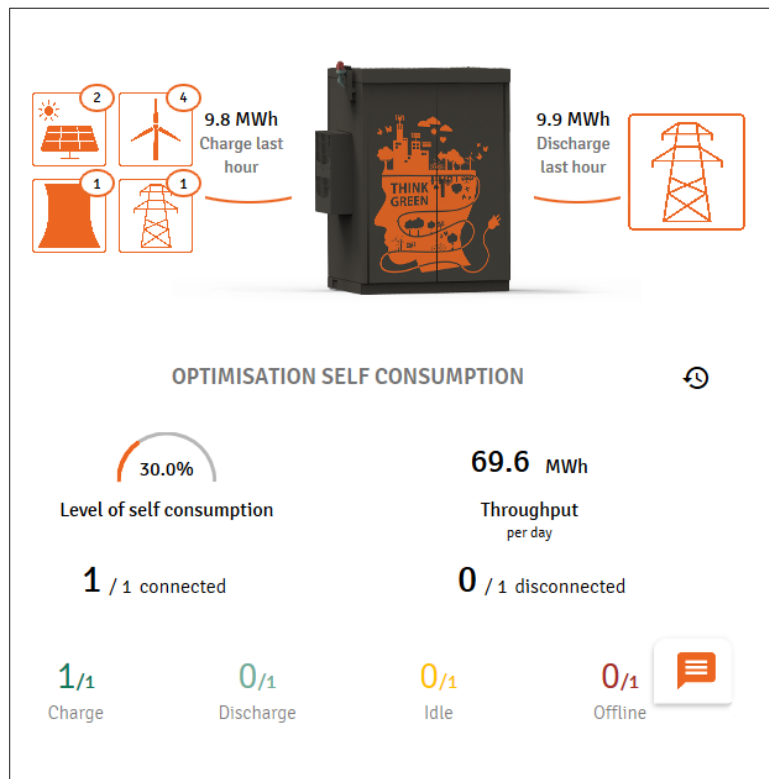 2
4
1
1
9.8 MWh
Charge last
hour
THINK
GREEN
9.9 MWh
Discharge
last hour
OPTIMISATION SELF CONSUMPTION
30.0%
Level of self consumption
69.6 MWh
Throughput
per day
1 / 1 connected
0 / 1 disconnected
1/1
Charge
0/1
Discharge
0/1
Idle
0/1
Offline